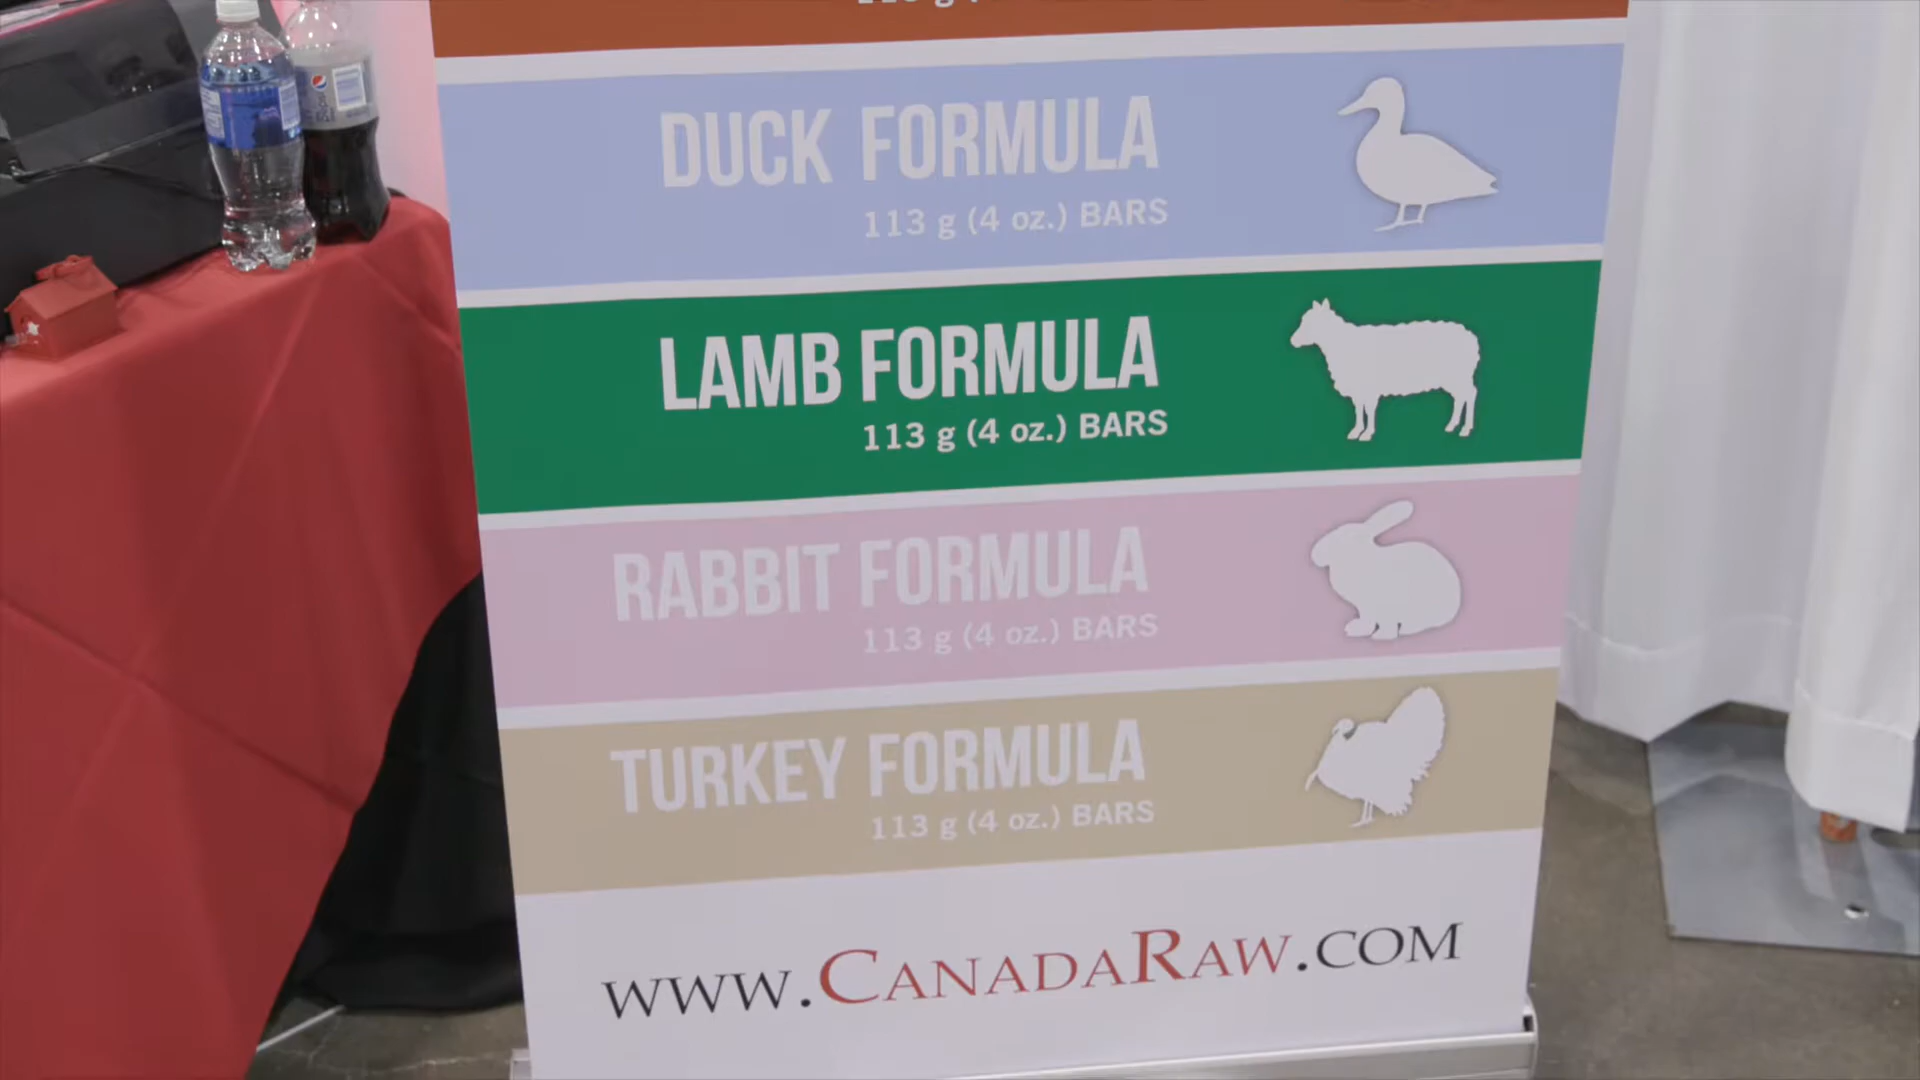 DUCK FORMULA
113 g (4 oz.) BARS
LAMB FORMULA
113 g (4 oz.) BARS
RABBIT FORMULA
113 g (4 oz.) BARS
TURKEY FORMULA
113 g (4 oz.) BARS
www.CanadaRaw.com